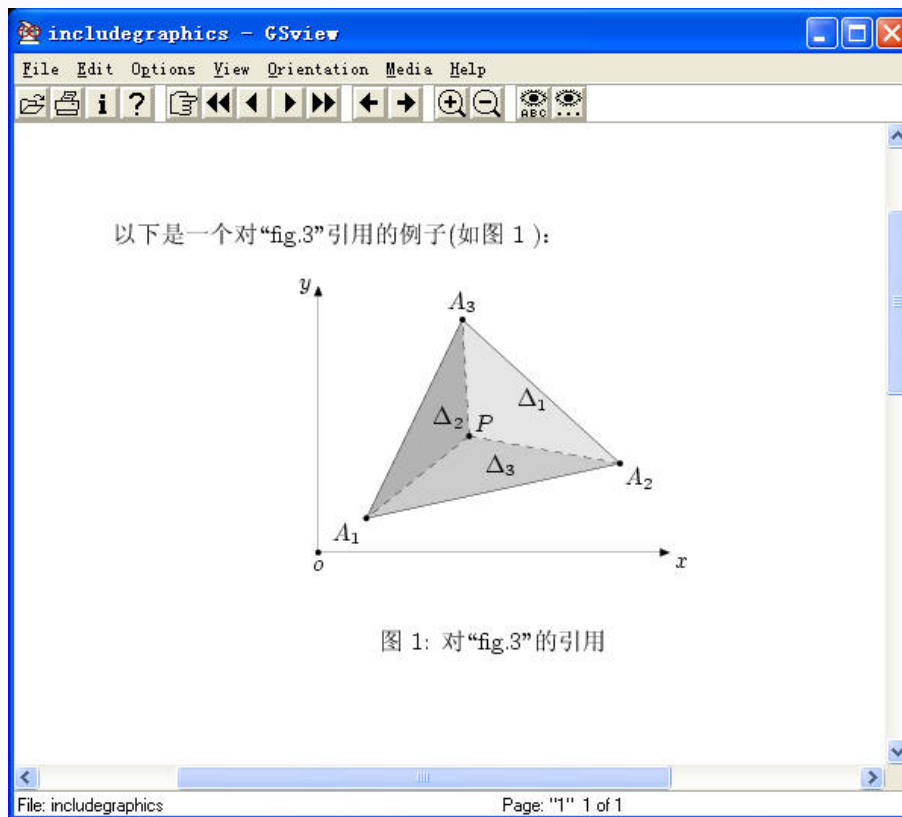 includegraphics - GSview
File Edit Options View Orientation Media Help
i ?
ABC
以下是一个对“fig.3”引用的例子(如图 1 ):
y
A₃
Δ₁
Δ₂ P
Δ₃
A₂
A₁
o
x
图 1: 对“fig.3”的引用
File: includegraphics Page: "1" 1 of 1